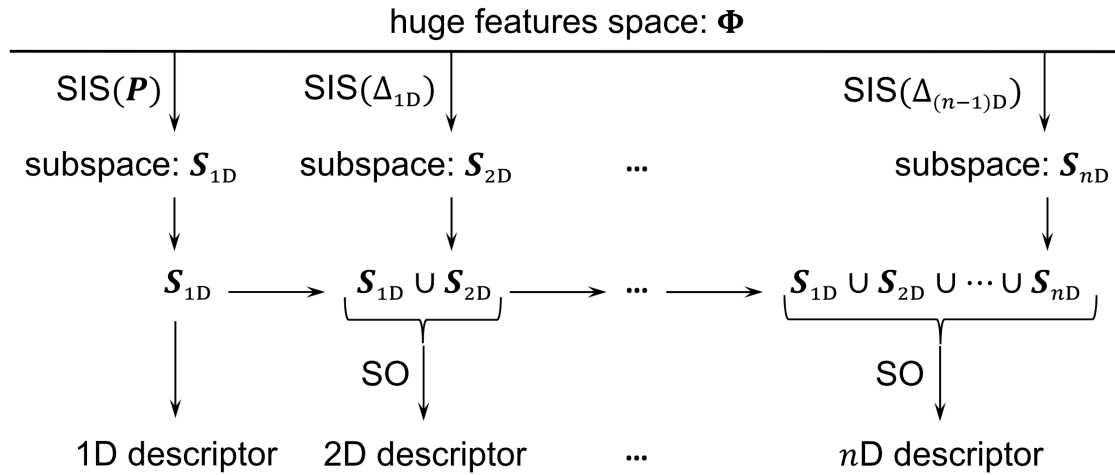 huge features space: Φ
SIS(P) SIS(Δ₁D) SIS(Δ₍ₙ₋₁₎D)
subspace: S₁D subspace: S₂D ... subspace: SₙD
S₁D S₁D ∪ S₂D ... S₁D ∪ S₂D ∪ ⋯ ∪ SₙD
SO SO
1D descriptor 2D descriptor ... nD descriptor